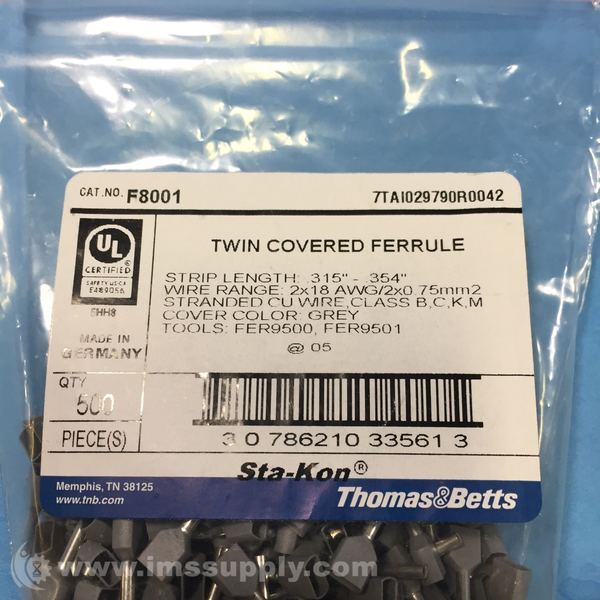 CAT.NO. F8001
7TAI029790R0042
UL
CERTIFIED
SAFETY US-CA
E489056
EHH8
MADE IN
GERMANY
TWIN COVERED FERRULE
STRIP LENGTH: .315" - .354"
WIRE RANGE: 2x18 AWG/2x0.75mm2
STRANDED CU WIRE,CLASS B,C,K,M
COVER COLOR: GREY
TOOLS: FER9500, FER9501
@ 05
QTY
500
PIECE(S)
3 0 786210 33561 3
Sta-Kon®
Memphis, TN 38125
www.tnb.com
Thomas&Betts
© www.imssupply.com